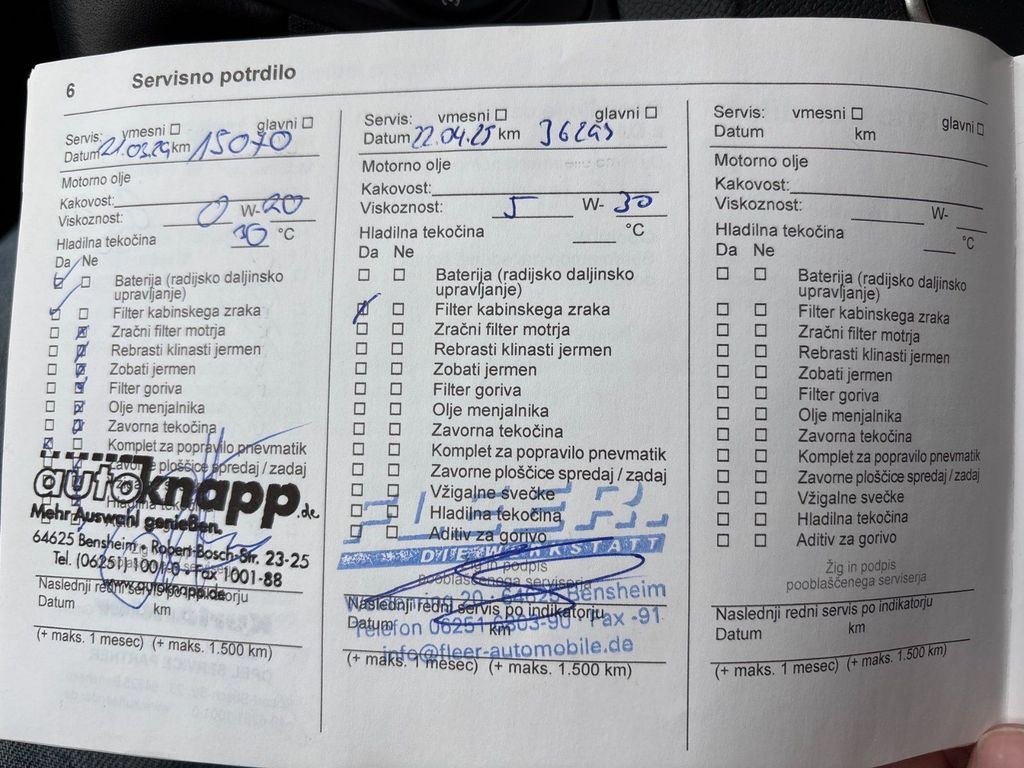 6 Servisno potrdilo
Servis: vmesni □ glavni □
Datum 21.03.24 km 15070
Motorno olje
Kakovost:
Viskoznost: 0 W- 20
Hladilna tekočina 30 °C
Da Ne
Baterija (radijsko daljinsko
upravljanje)
Filter kabinskega zraka
Zračni filter motrja
Rebrasti klinasti jermen
Zobati jermen
Filter goriva
Olje menjalnika
Zavorna tekočina
Komplet za popravilo pnevmatik
Zavorne ploščice spredaj / zadaj
autoknapp.de
Mehr Auswahl genießen.
64625 Bensheim • Robert-Bosch-Str. 23-25
Tel. (06251) 1001-0 • Fax 1001-88
www.autoknapp.de
Naslednji redni servis po indikatorju
Datum km
(+ maks. 1 mesec) (+ maks. 1.500 km)
Servis: vmesni □ glavni □
Datum 22.04.25 km
Motorno olje
Kakovost:
Viskoznost: 5 W- 30
Hladilna tekočina °C
Da Ne
Baterija (radijsko daljinsko
upravljanje)
Filter kabinskega zraka
Zračni filter motrja
Rebrasti klinasti jermen
Zobati jermen
Filter goriva
Olje menjalnika
Zavorna tekočina
Komplet za popravilo pnevmatik
Zavorne ploščice spredaj / zadaj
Vžigalne svečke
Hladilna tekočina
Aditiv za gorivo
FLEER
DIE WERKSTATT
Žig in podpis
pooblaščenega serviserja
20 · 64625 Bensheim
Naslednji redni servis po indikatorju
Datum km
Telefon 06251 Fax -91
info@fleer-automobile.de
(+ maks. 1 mesec) (+ maks. 1.500 km)
Servis: vmesni □ glavni □
Datum km
Motorno olje
Kakovost:
Viskoznost: W-
Hladilna tekočina °C
Da Ne
Baterija (radijsko daljinsko
upravljanje)
Filter kabinskega zraka
Zračni filter motrja
Rebrasti klinasti jermen
Zobati jermen
Filter goriva
Olje menjalnika
Zavorna tekočina
Komplet za popravilo pnevmatik
Zavorne ploščice spredaj / zadaj
Vžigalne svečke
Hladilna tekočina
Aditiv za gorivo
Žig in podpis
pooblaščenega serviserja
Naslednji redni servis po indikatorju
Datum km
(+ maks. 1 mesec) (+ maks. 1.500 km)